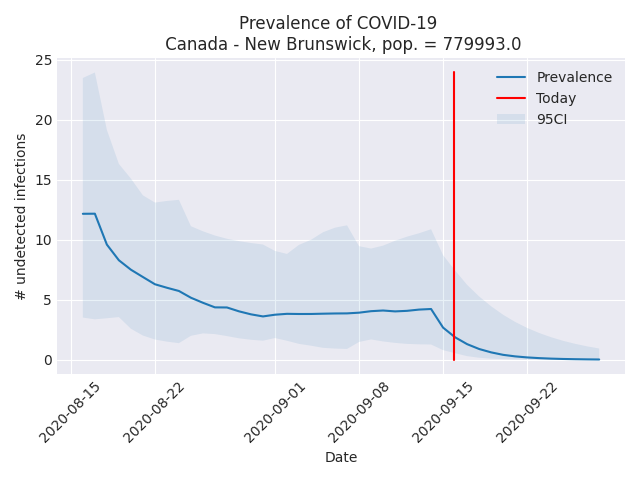 Prevalence of COVID-19
Canada - New Brunswick, pop. = 779993.0
25
20
15
10
5
0
# undetected infections
Prevalence
Today
95CI
2020-08-15
2020-08-22
2020-09-01
2020-09-08
2020-09-15
2020-09-22
Date